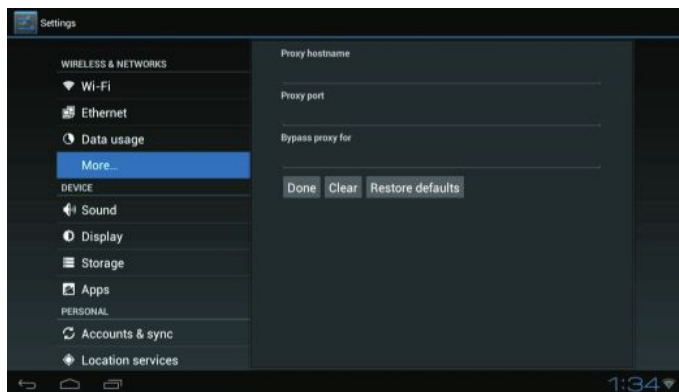 Settings
WIRELESS & NETWORKS
Wi-Fi
Ethernet
Data usage
More...
DEVICE
Sound
Display
Storage
Apps
PERSONAL
Accounts & sync
Location services
Proxy hostname
Proxy port
Bypass proxy for
Done Clear Restore defaults
1:34